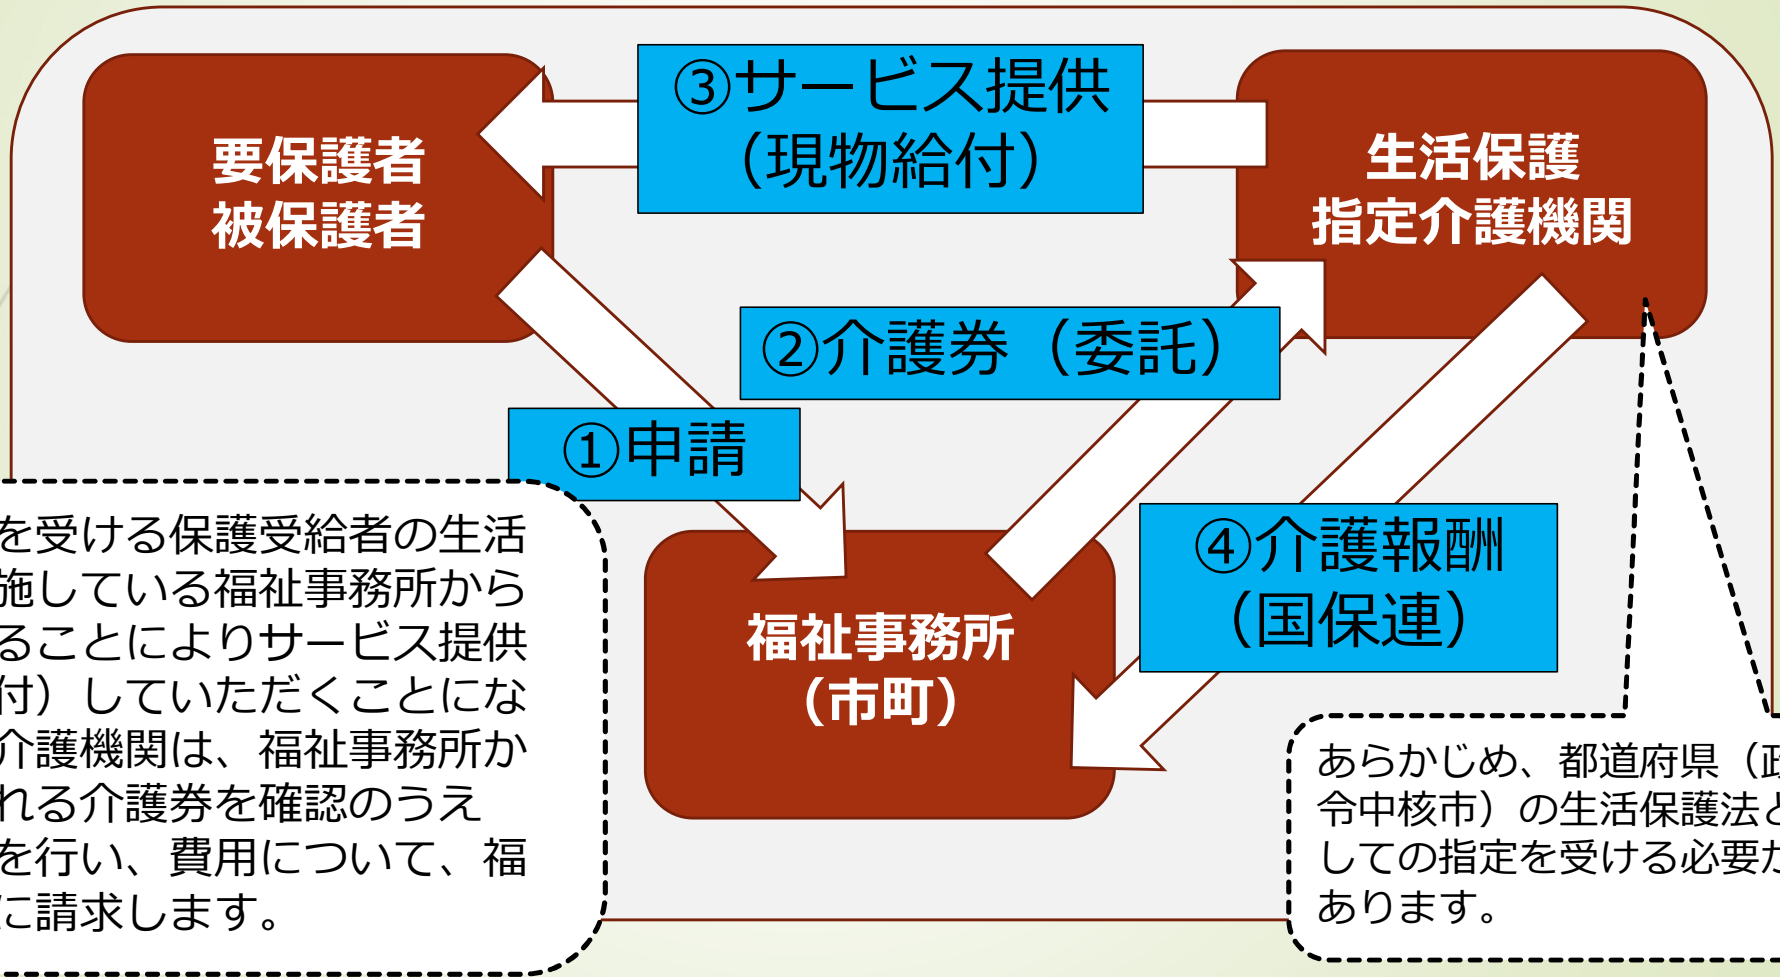 ③サービス提供
（現物給付）
要保護者
被保護者
生活保護
指定介護機関
②介護券（委託）
①申請
④介護報酬
（国保連）
福祉事務所
（市町）
を受ける保護受給者の生活
施している福祉事務所から
ることによりサービス提供
付）していただくことにな
介護機関は、福祉事務所か
れる介護券を確認のうえ
を行い、費用について、福
に請求します。
あらかじめ、都道府県（政
令中核市）の生活保護法と
しての指定を受ける必要が
あります。